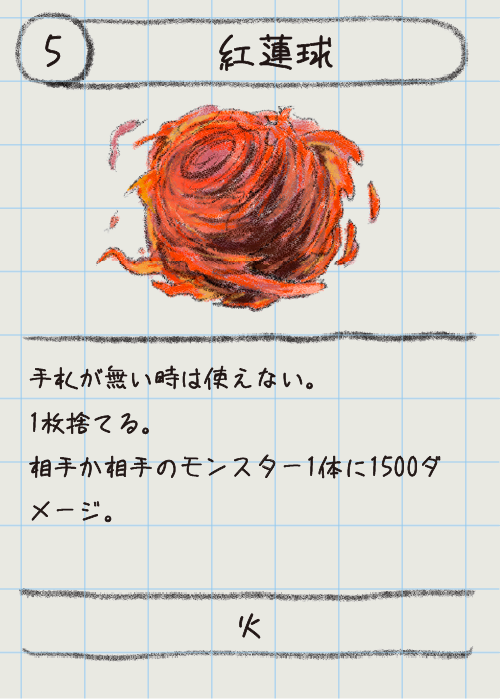 5
紅蓮球
手札が無い時は使えない。
1枚捨てる。
相手か相手のモンスター1体に1500ダ
メージ。
火